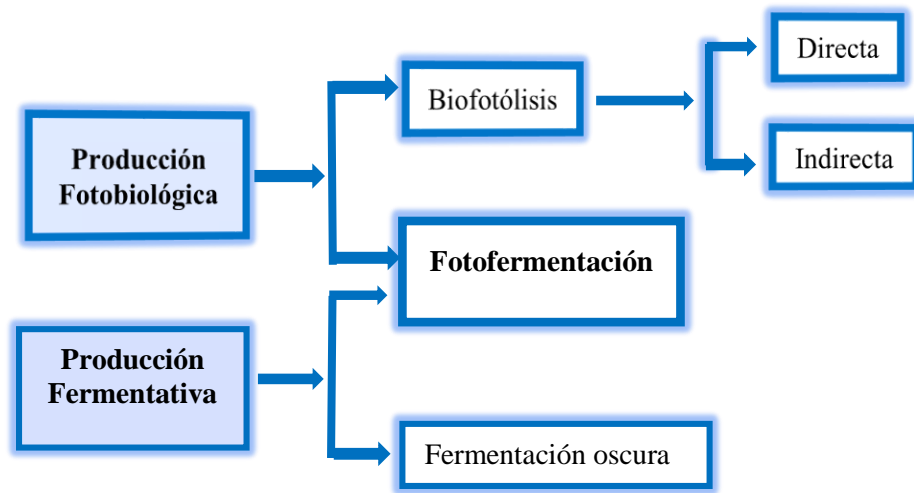 Directa
Biofotólisis
Indirecta
Producción
Fotobiológica
Fotofermentación
Producción
Fermentativa
Fermentación oscura